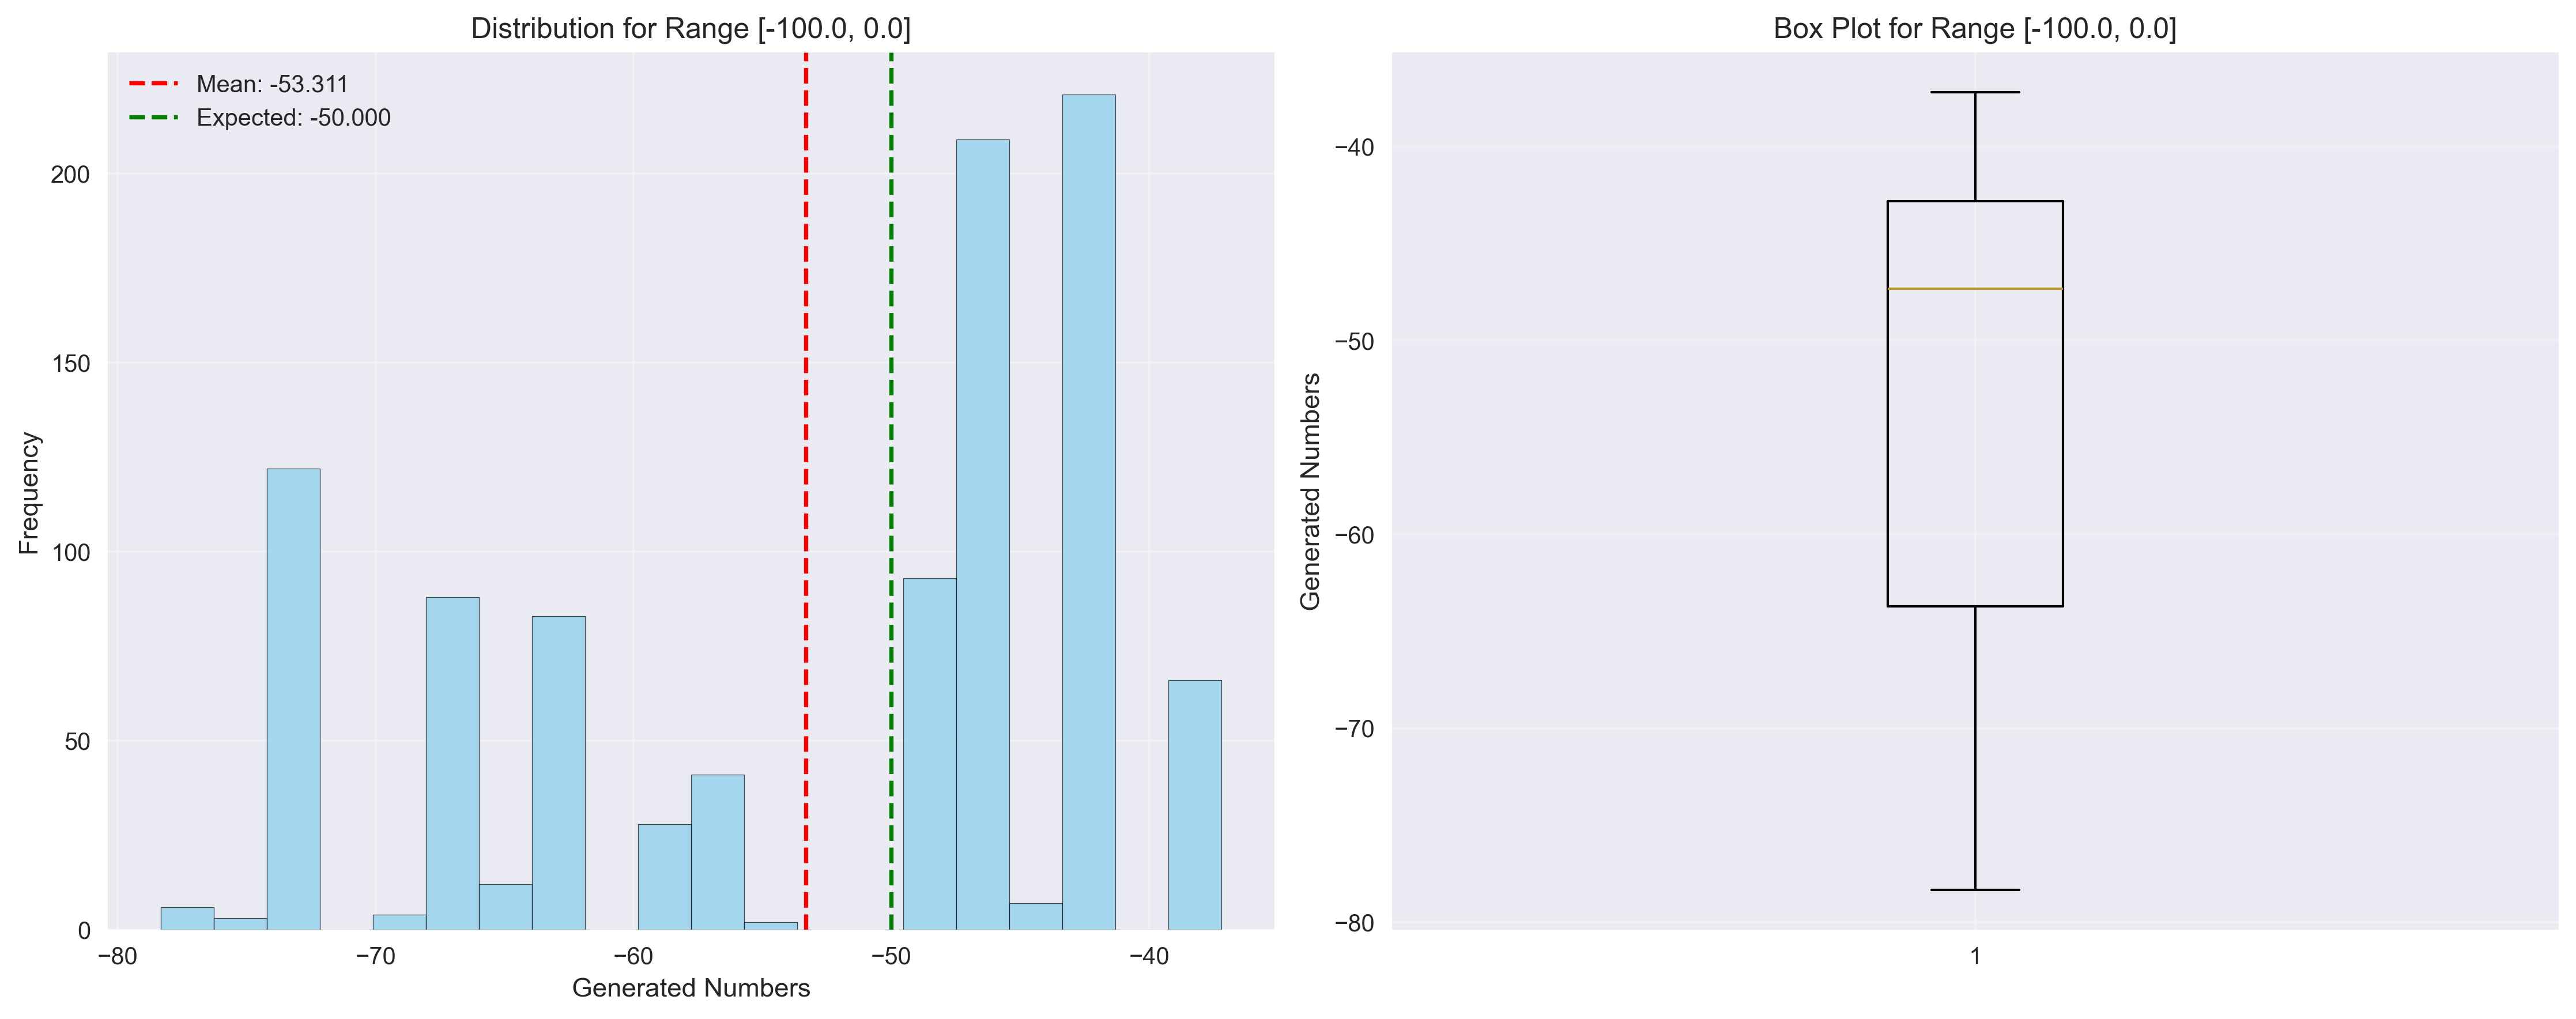 Distribution for Range [-100.0, 0.0]
Mean: -53.311
Expected: -50.000
Frequency
200
150
100
50
0
−80
−70
−60
−50
−40
Generated Numbers
Box Plot for Range [-100.0, 0.0]
Generated Numbers
−40
−50
−60
−70
−80
1